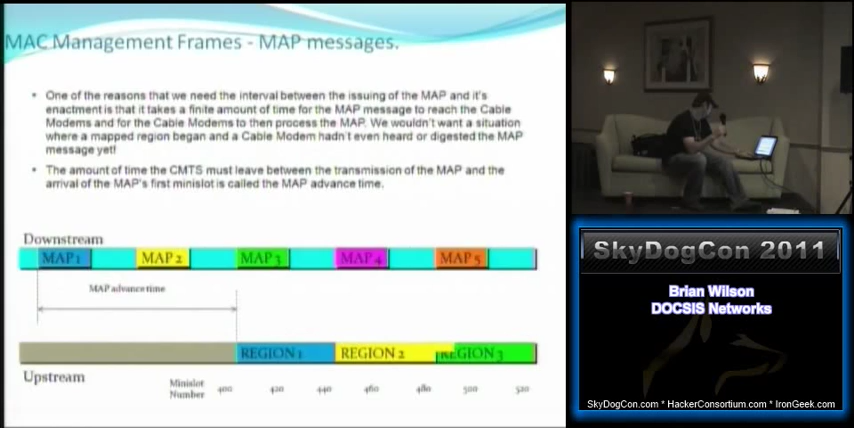 MAC Management Frames - MAP messages.
• One of the reasons that we need the interval between the issuing of the MAP and it's
enactment is that it takes a finite amount of time for the MAP message to reach the Cable
Modems and for the Cable Modems to then process the MAP. We wouldn't want a situation
where a mapped region began and a Cable Modem hadn't even heard or digested the MAP
message yet!
• The amount of time the CMTS must leave between the transmission of the MAP and the
arrival of the MAP's first minislot is called the MAP advance time.
Downstream
MAP 1 MAP 2 MAP 3 MAP 4 MAP 5
MAP advance time
REGION 1 REGION 2 REGION 3
Upstream
Minislot
Number 400 420 440 460 480 500 520
SkyDogCon 2011
Brian Wilson
DOCSIS Networks
SkyDogCon.com * HackerConsortium.com * IronGeek.com